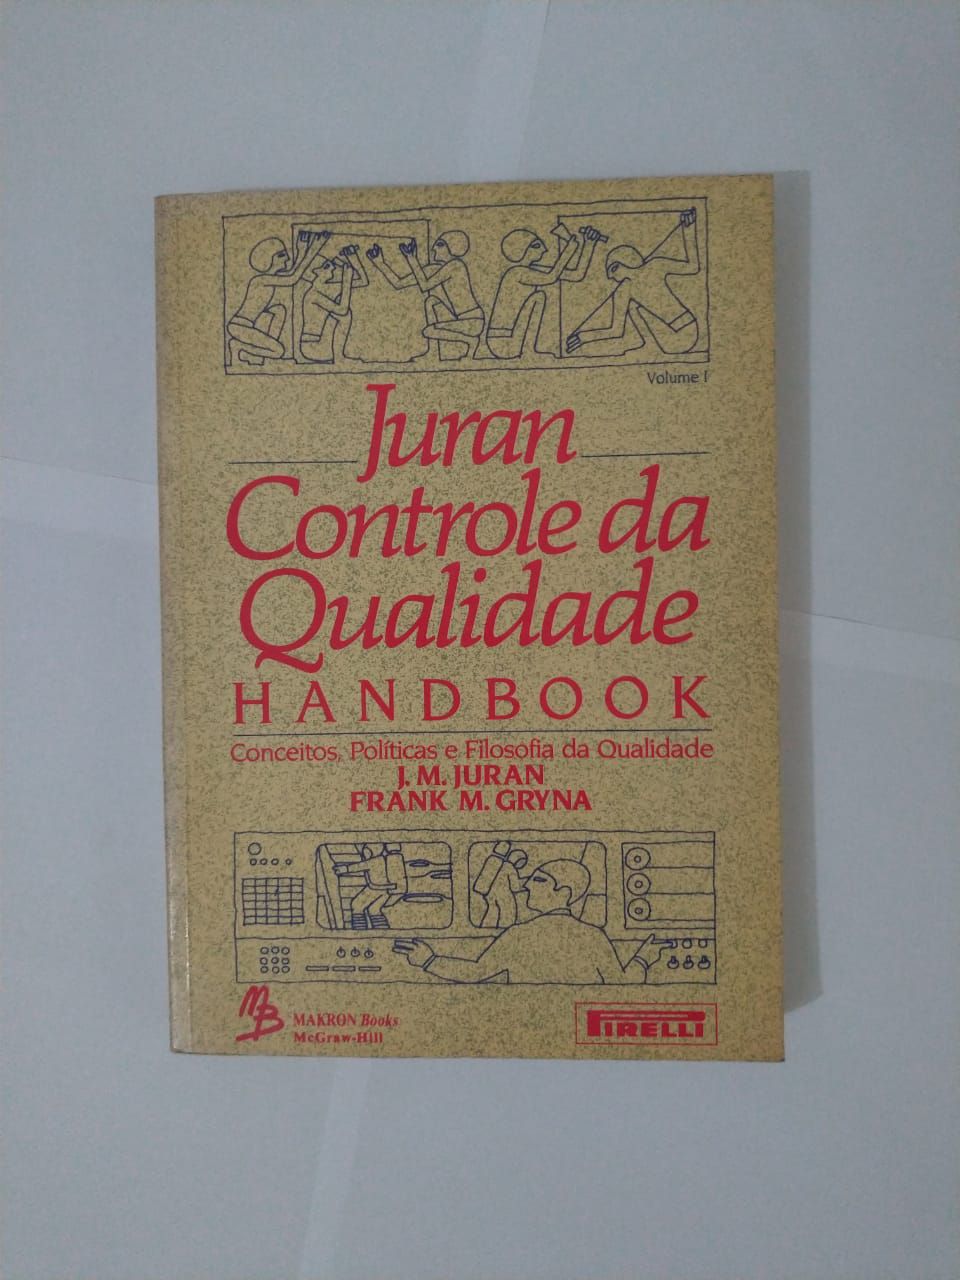 Volume I
Juran
Controle da
Qualidade
HANDBOOK
Conceitos, Políticas e Filosofia da Qualidade
J. M. JURAN
FRANK M. GRYNA
MB
MAKRON Books
McGraw-Hill
PIRELLI